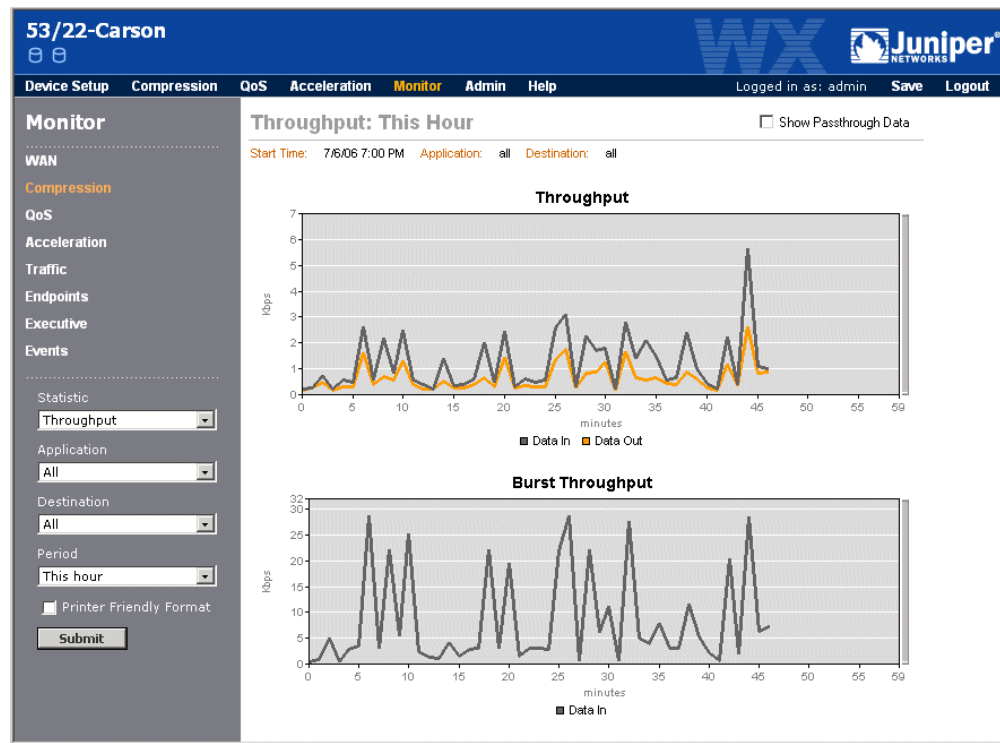 53/22-Carson
WX
Juniper®
NETWORKS
Device Setup Compression QoS Acceleration Monitor Admin Help Logged in as: admin Save Logout
Monitor
WAN
Compression
QoS
Acceleration
Traffic
Endpoints
Executive
Events
Statistic
Throughput
Application
All
Destination
All
Period
This hour
Printer Friendly Format
Submit
Throughput: This Hour
Show Passthrough Data
Start Time: 7/6/06 7:00 PM Application: all Destination: all
Throughput
7
6
5
4
3
2
1
0
Kbps
0 5 10 15 20 25 30 35 40 45 50 55 59
minutes
Data In Data Out
Burst Throughput
32
30
25
20
15
10
5
0
Kbps
0 5 10 15 20 25 30 35 40 45 50 55 59
minutes
Data In